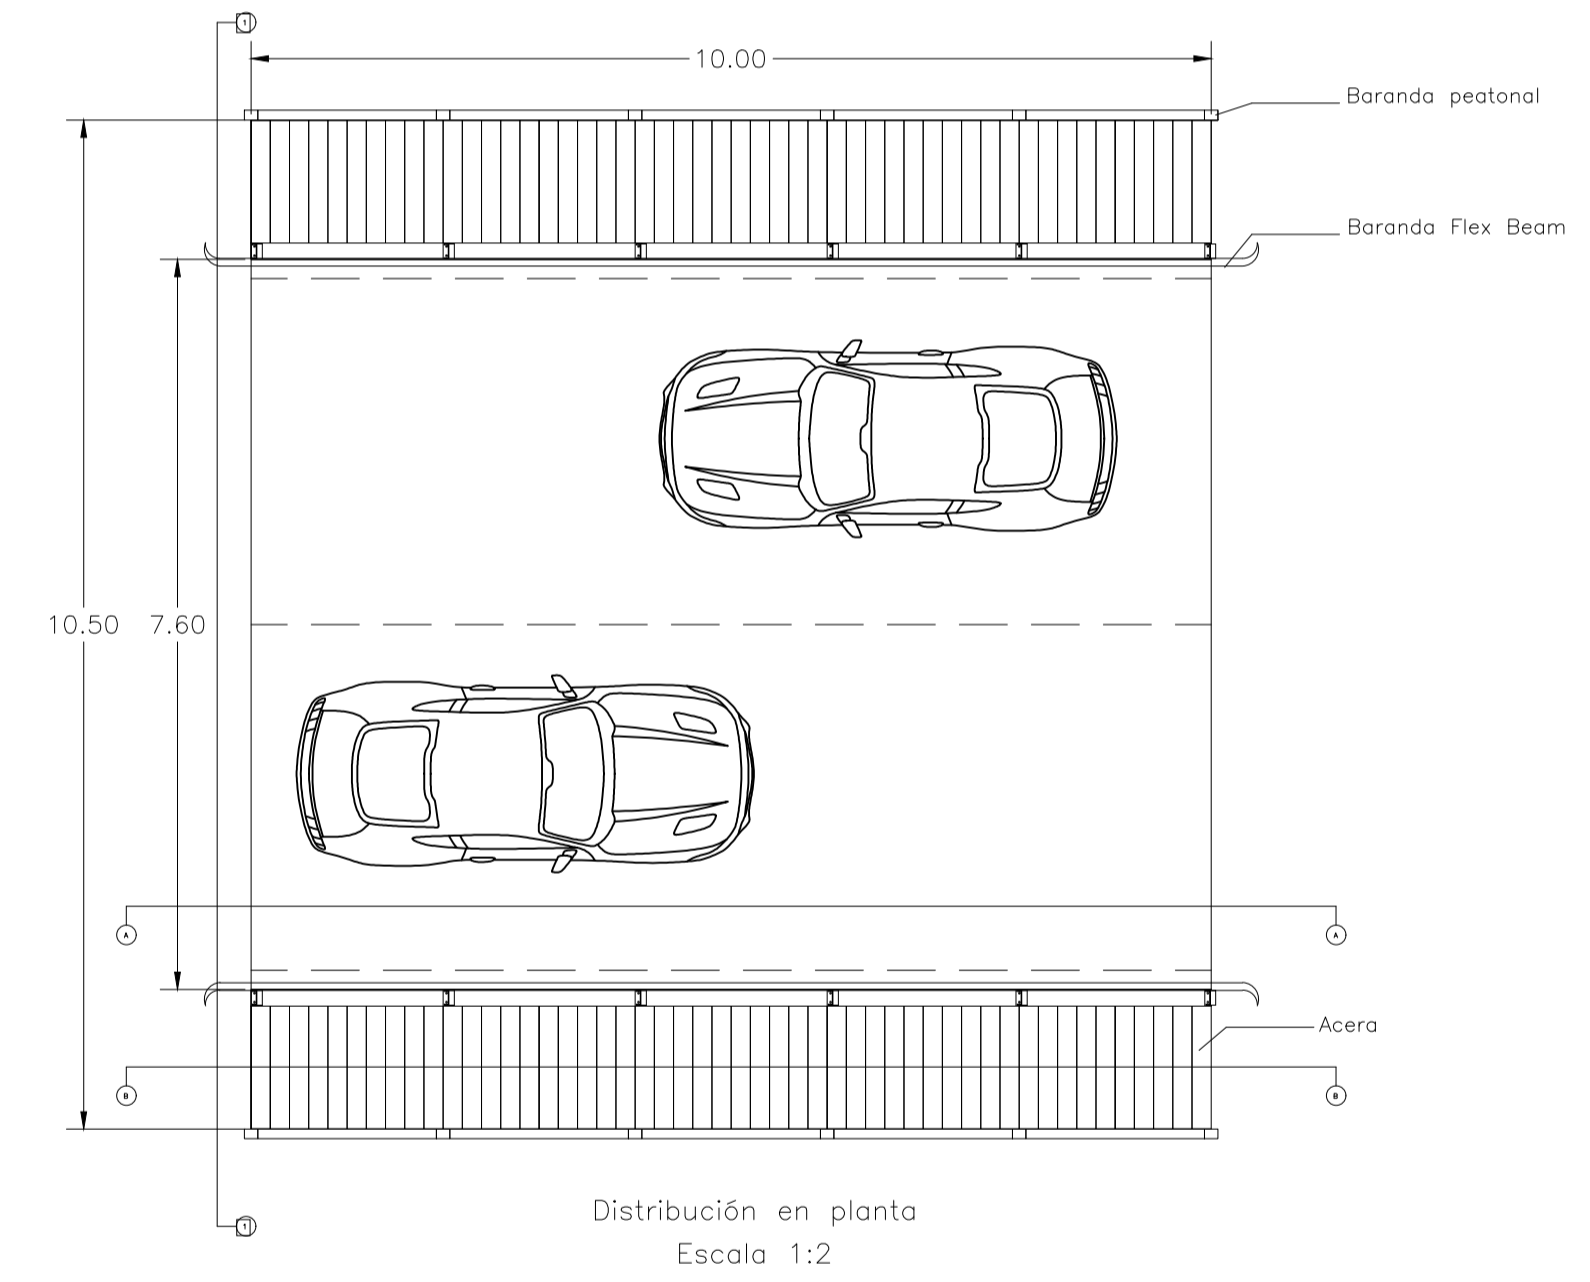 1
10.00
Baranda peatonal
Baranda Flex Beam
10.50 7.60
A A
Acera
B B
1
Distribución en planta
Escala 1:2